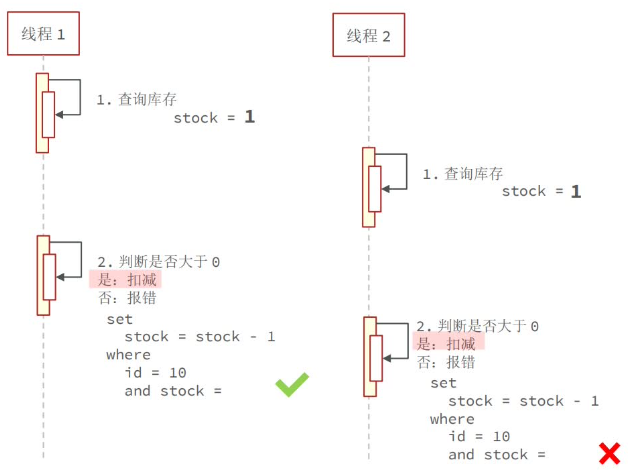 线程 1
1. 查询库存
stock = 1
2. 判断是否大于 0
是：扣减
否：报错
set
stock = stock - 1
where
id = 10
and stock =
线程 2
1. 查询库存
stock = 1
2. 判断是否大于 0
是：扣减
否：报错
set
stock = stock - 1
where
id = 10
and stock =